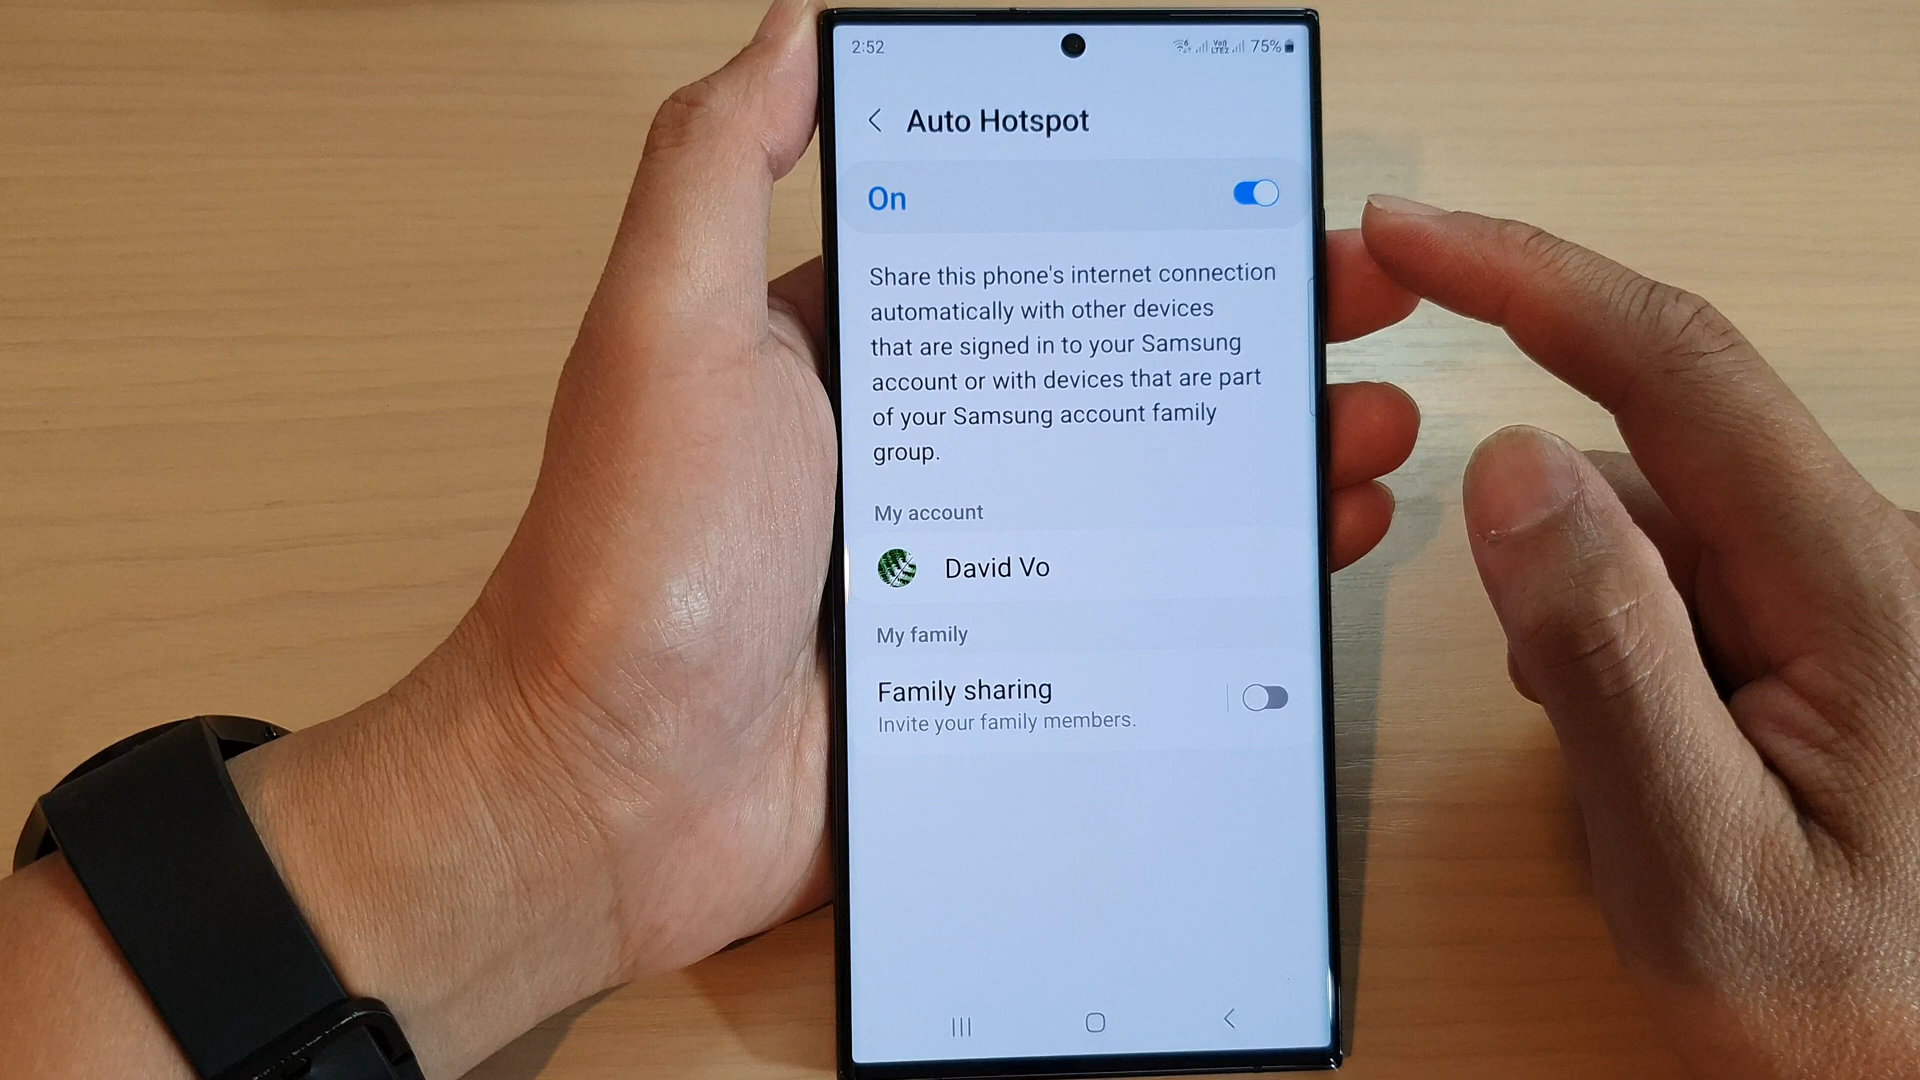 2:52
75%
Auto Hotspot
On
Share this phone's internet connection
automatically with other devices
that are signed in to your Samsung
account or with devices that are part
of your Samsung account family
group.
My account
David Vo
My family
Family sharing
Invite your family members.